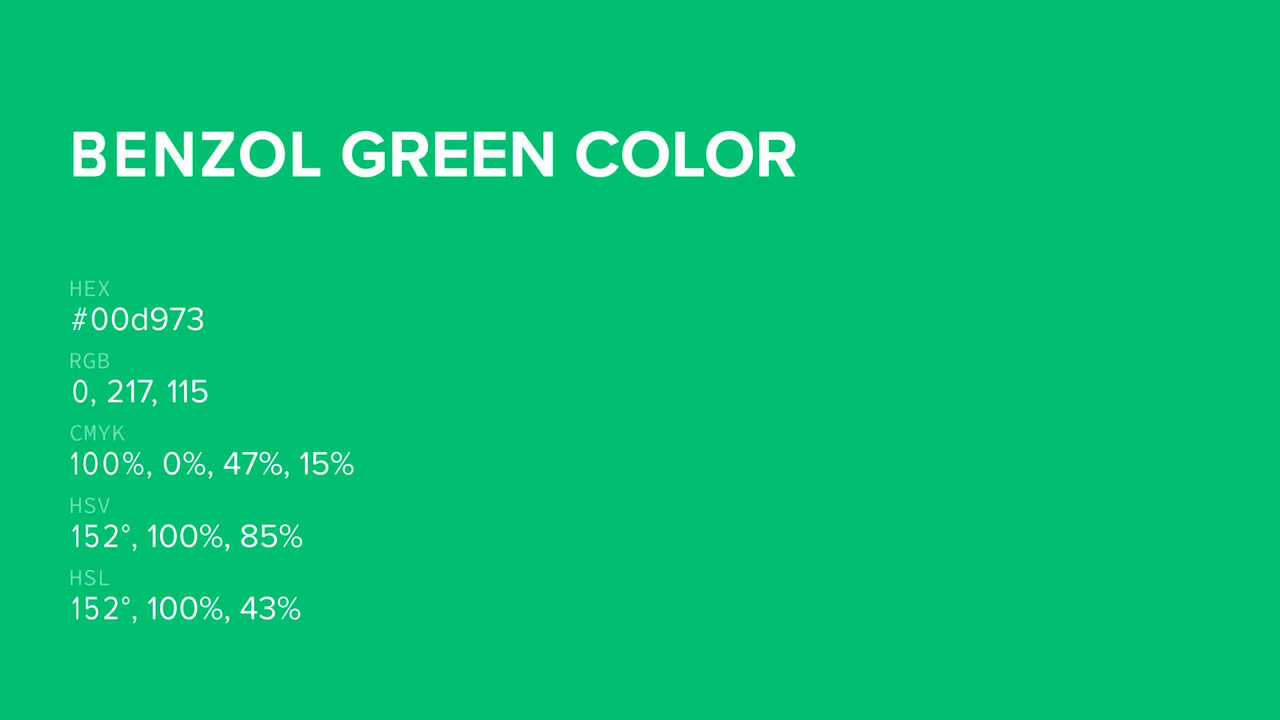 BENZOL GREEN COLOR
HEX
#00d973
RGB
0, 217, 115
CMYK
100%, 0%, 47%, 15%
HSV
152°, 100%, 85%
HSL
152°, 100%, 43%